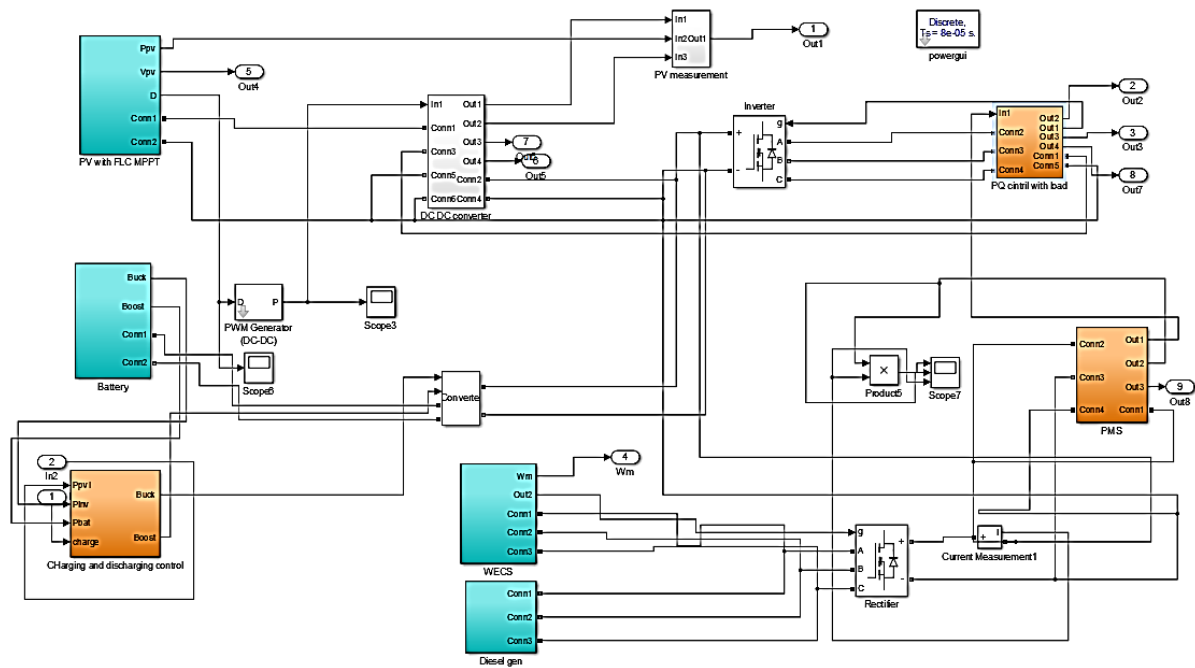 Ppv
Vpv
D
Conn1
Conn2
PV with FLC MPPT
5
Out4
In1
In2
Out1
In3
PV measurement
1
Out1
Discrete,
Ts = 8e-05 s.
powergui
In1
Conn1
Conn3
Conn5
Conn6
Out1
Out2
Out3
Out4
Conn2
Conn4
DC DC converter
7
6
Out5
Inverter
g
+
A
B
-
C
In1
Conn2
Conn3
Conn4
Out2
Out1
Out3
Out4
Conn1
Conn5
PQ cintril with load
2
Out2
3
Out3
8
Out7
Buck
Boost
Conn1
Conn2
Battery
D
P
PWM Generator
(DC-DC)
Scope3
Scope6
Converte
×
Product5
Scope7
Conn2
Conn3
Conn4
Out1
Out2
Out3
Conn1
PMS
9
Out8
2
In2
1
Ppv1
PInv
Pbat
charge
Buck
Boost
CHarging and discharging control
Wm
Out2
Conn1
Conn2
Conn3
WECS
4
Wm
Conn1
Conn2
Conn3
Diesel gen
g
A
B
C
+
-
Rectifier
+
i
-
Current Measurement1